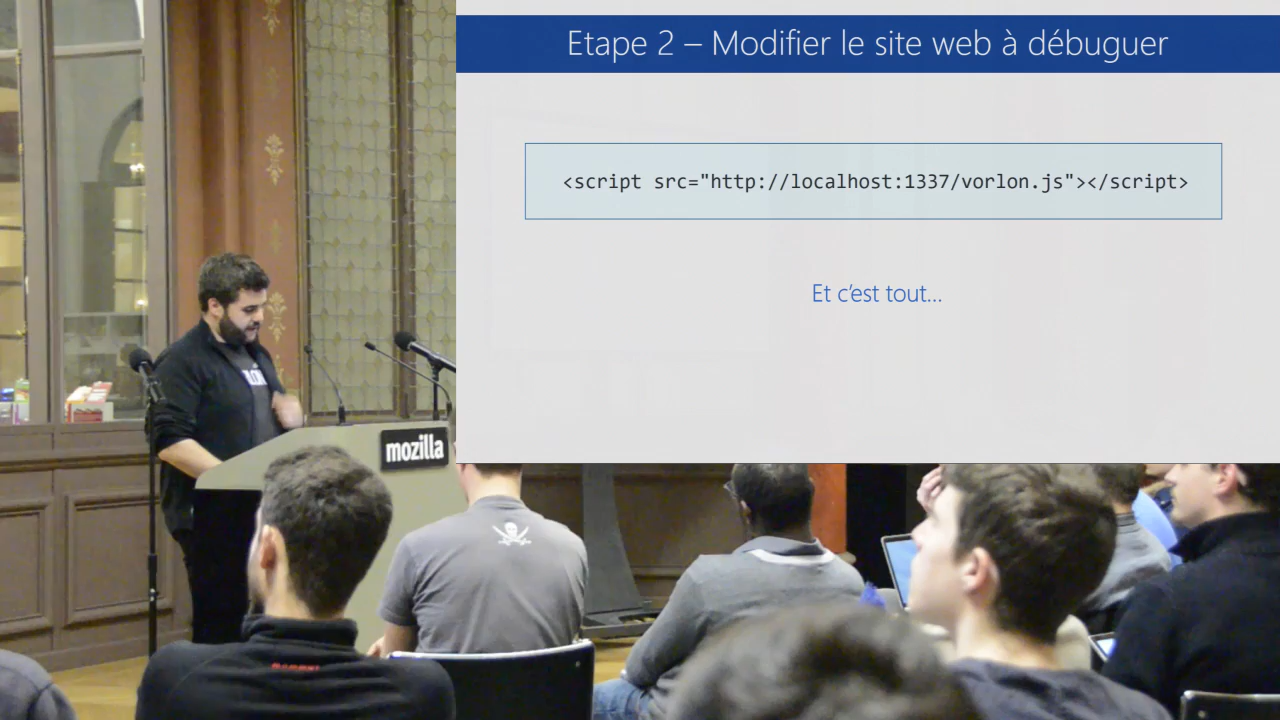 Etape 2 – Modifier le site web à débuguer
<script src="http://localhost:1337/vorlon.js"></script>
Et c’est tout...
mozilla